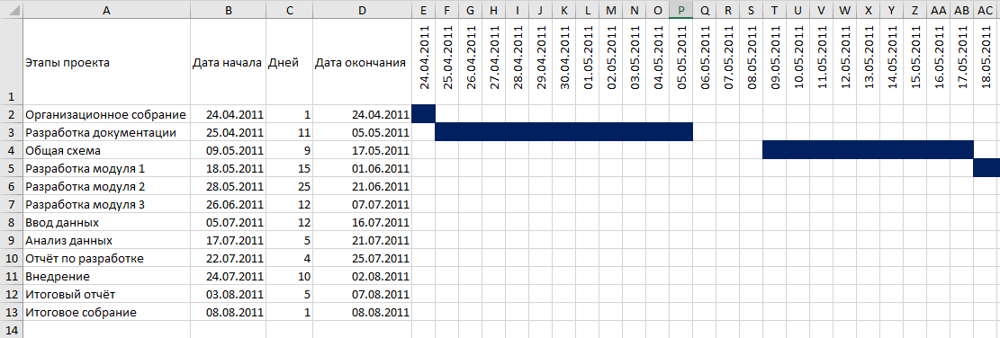 A B C D E F G H I J K L M N O P Q R S T U V W X Y Z AA AB AC
1 Этапы проекта Дата начала Дней Дата окончания 24.04.2011 25.04.2011 26.04.2011 27.04.2011 28.04.2011 29.04.2011 30.04.2011 01.05.2011 02.05.2011 03.05.2011 04.05.2011 05.05.2011 06.05.2011 07.05.2011 08.05.2011 09.05.2011 10.05.2011 11.05.2011 12.05.2011 13.05.2011 14.05.2011 15.05.2011 16.05.2011 17.05.2011 18.05.2011
2 Организационное собрание 24.04.2011 1 24.04.2011
3 Разработка документации 25.04.2011 11 05.05.2011
4 Общая схема 09.05.2011 9 17.05.2011
5 Разработка модуля 1 18.05.2011 15 01.06.2011
6 Разработка модуля 2 28.05.2011 25 21.06.2011
7 Разработка модуля 3 26.06.2011 12 07.07.2011
8 Ввод данных 05.07.2011 12 16.07.2011
9 Анализ данных 17.07.2011 5 21.07.2011
10 Отчёт по разработке 22.07.2011 4 25.07.2011
11 Внедрение 24.07.2011 10 02.08.2011
12 Итоговый отчёт 03.08.2011 5 07.08.2011
13 Итоговое собрание 08.08.2011 1 08.08.2011
14